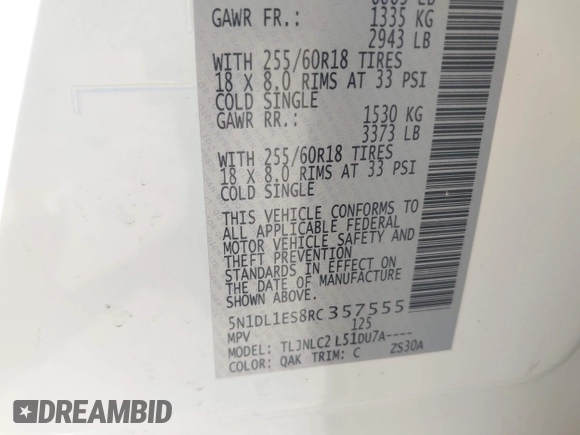 GAWR FR.: 1335 KG
2943 LB
WITH 255/60R18 TIRES
18 X 8.0 RIMS AT 33 PSI
COLD SINGLE
GAWR RR.: 1530 KG
3373 LB
WITH 255/60R18 TIRES
18 X 8.0 RIMS AT 33 PSI
COLD SINGLE
THIS VEHICLE CONFORMS TO
ALL APPLICABLE FEDERAL
MOTOR VEHICLE SAFETY AND
THEFT PREVENTION
STANDARDS IN EFFECT ON
THE DATE OF MANUFACTURE
SHOWN ABOVE.
5N1DL1ES8RC357555
MPV 125
MODEL: TLJNLC2 L51DU7A----
COLOR: QAK TRIM: C ZS30A
DREAMBID